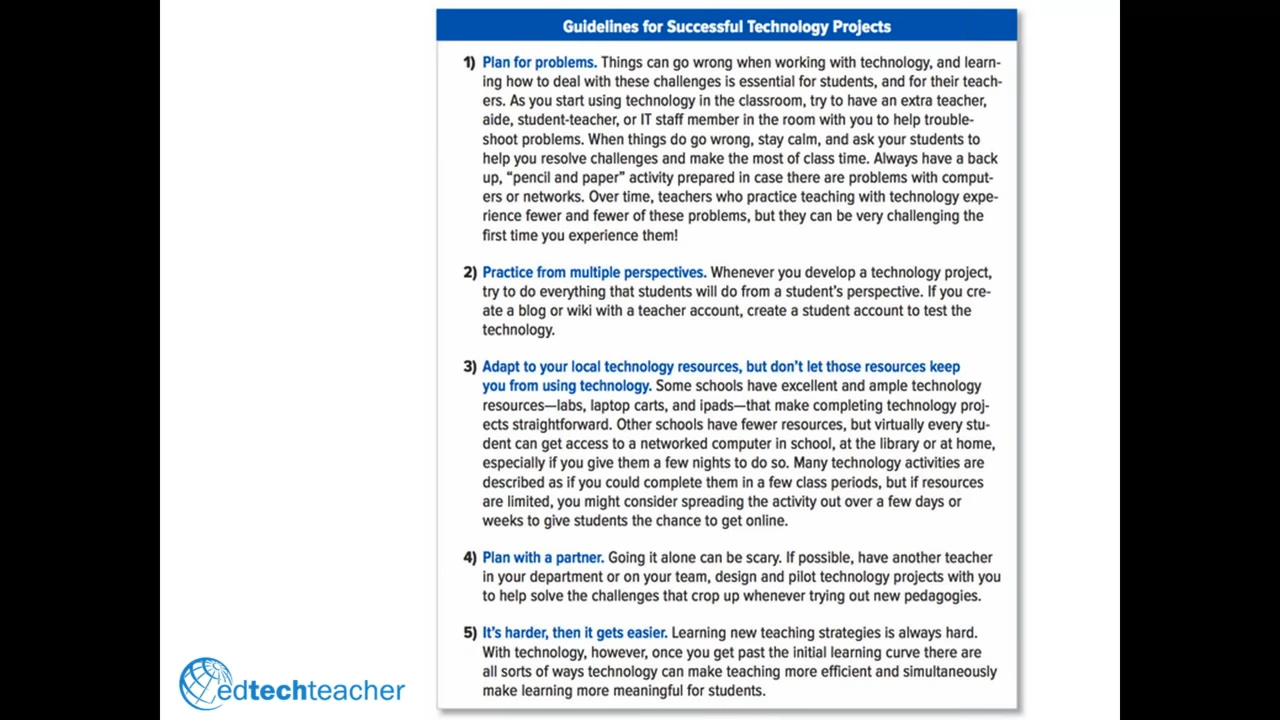 Guidelines for Successful Technology Projects
1) Plan for problems. Things can go wrong when working with technology, and learn-
ing how to deal with these challenges is essential for students, and for their teach-
ers. As you start using technology in the classroom, try to have an extra teacher,
aide, student-teacher, or IT staff member in the room with you to help trouble-
shoot problems. When things do go wrong, stay calm, and ask your students to
help you resolve challenges and make the most of class time. Always have a back
up, “pencil and paper” activity prepared in case there are problems with comput-
ers or networks. Over time, teachers who practice teaching with technology expe-
rience fewer and fewer of these problems, but they can be very challenging the
first time you experience them!
2) Practice from multiple perspectives. Whenever you develop a technology project,
try to do everything that students will do from a student’s perspective. If you cre-
ate a blog or wiki with a teacher account, create a student account to test the
technology.
3) Adapt to your local technology resources, but don’t let those resources keep
you from using technology. Some schools have excellent and ample technology
resources—labs, laptop carts, and ipads—that make completing technology proj-
ects straightforward. Other schools have fewer resources, but virtually every stu-
dent can get access to a networked computer in school, at the library or at home,
especially if you give them a few nights to do so. Many technology activities are
described as if you could complete them in a few class periods, but if resources
are limited, you might consider spreading the activity out over a few days or
weeks to give students the chance to get online.
4) Plan with a partner. Going it alone can be scary. If possible, have another teacher
in your department or on your team, design and pilot technology projects with you
to help solve the challenges that crop up whenever trying out new pedagogies.
5) It’s harder, then it gets easier. Learning new teaching strategies is always hard.
With technology, however, once you get past the initial learning curve there are
all sorts of ways technology can make teaching more efficient and simultaneously
make learning more meaningful for students.
edtechteacher